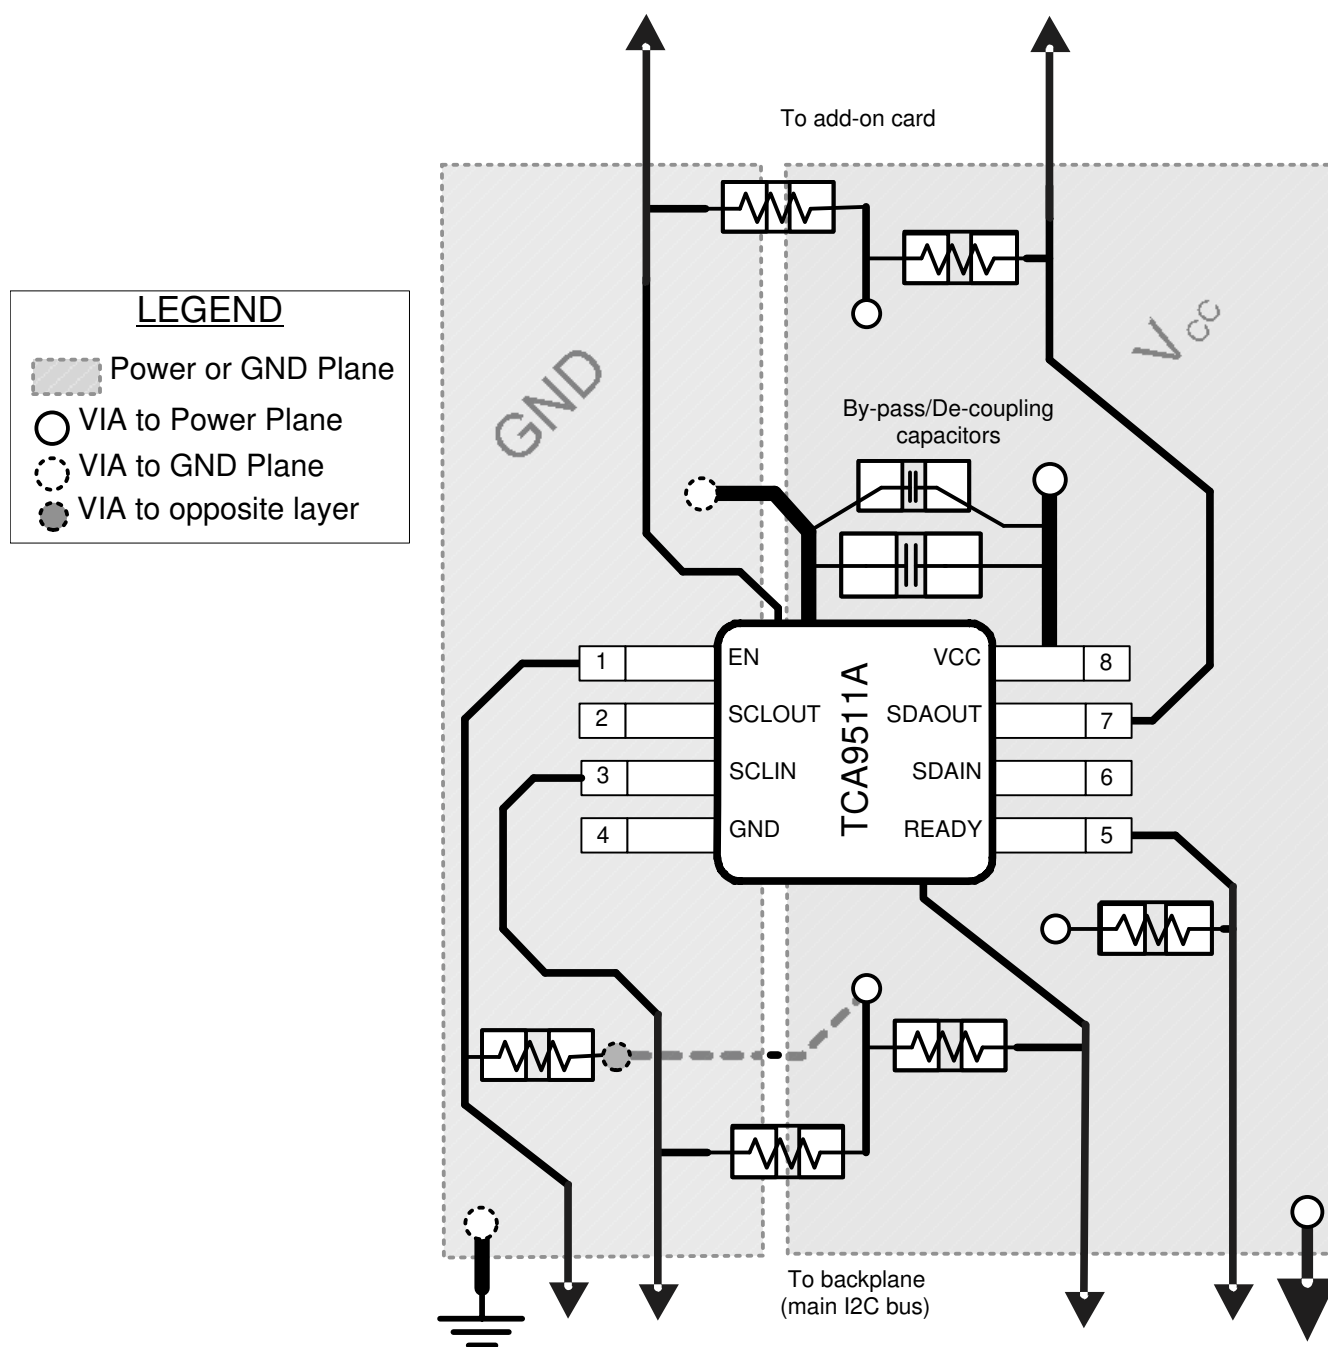 To add-on card
LEGEND
Power or GND Plane
VIA to Power Plane
VIA to GND Plane
VIA to opposite layer
GND
VCC
By-pass/De-coupling
capacitors
1
EN
VCC
8
2
SCLOUT
SDAOUT
7
3
SCLIN
SDAIN
6
4
GND
READY
5
TCA9511A
To backplane
(main I2C bus)